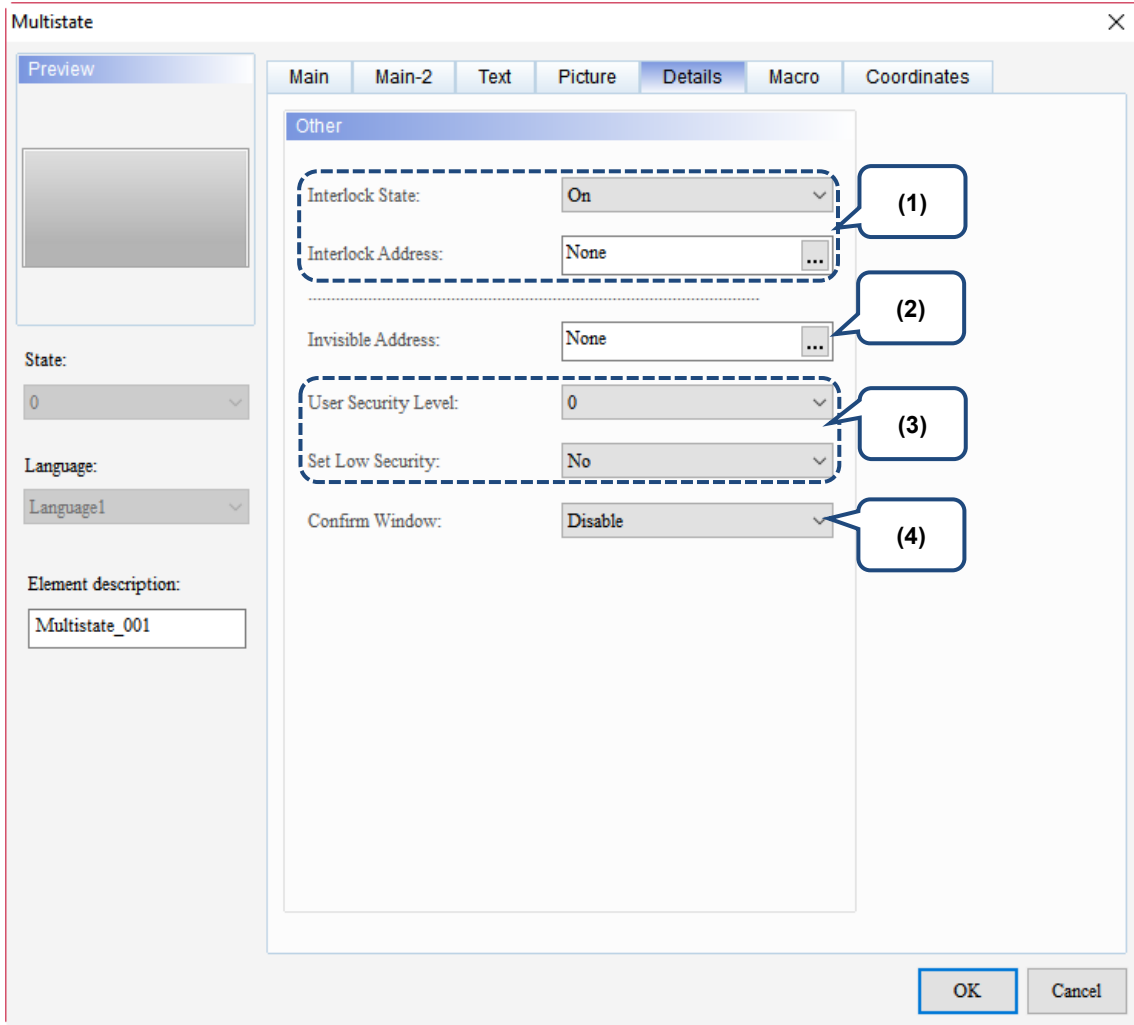 Multistate
Preview
Main Main-2 Text Picture Details Macro Coordinates
Other
Interlock State: On
(1)
Interlock Address: None ...
(2)
Invisible Address: None ...
State:
0
User Security Level: 0
(3)
Set Low Security: No
Language:
Language1
Confirm Window: Disable
(4)
Element description:
Multistate_001
OK Cancel